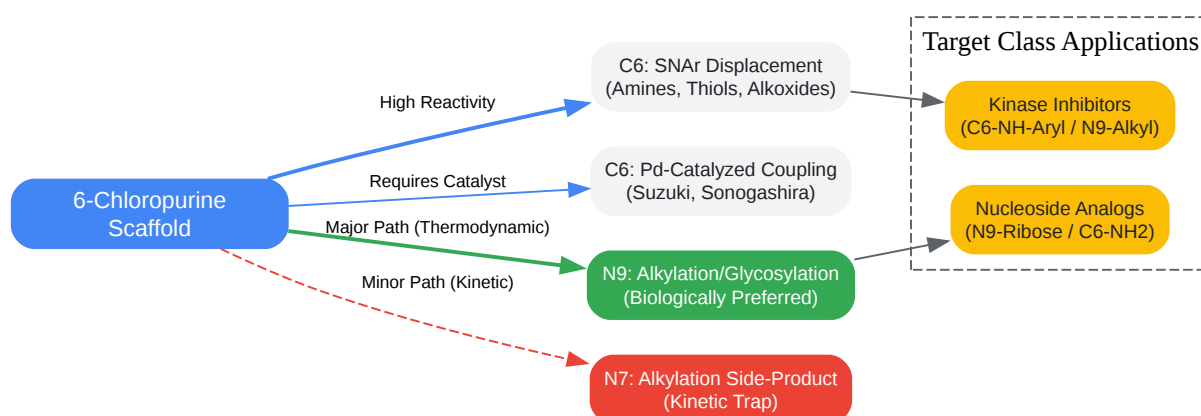 6-Chloropurine
Scaffold
High Reactivity
Requires Catalyst
Major Path (Thermodynamic)
Minor Path (Kinetic)
C6: SNAr Displacement
(Amines, Thiols, Alkoxides)
C6: Pd-Catalyzed Coupling
(Suzuki, Sonogashira)
N9: Alkylation/Glycosylation
(Biologically Preferred)
N7: Alkylation Side-Product
(Kinetic Trap)
Target Class Applications
Kinase Inhibitors
(C6-NH-Aryl / N9-Alkyl)
Nucleoside Analogs
(N9-Ribose / C6-NH2)